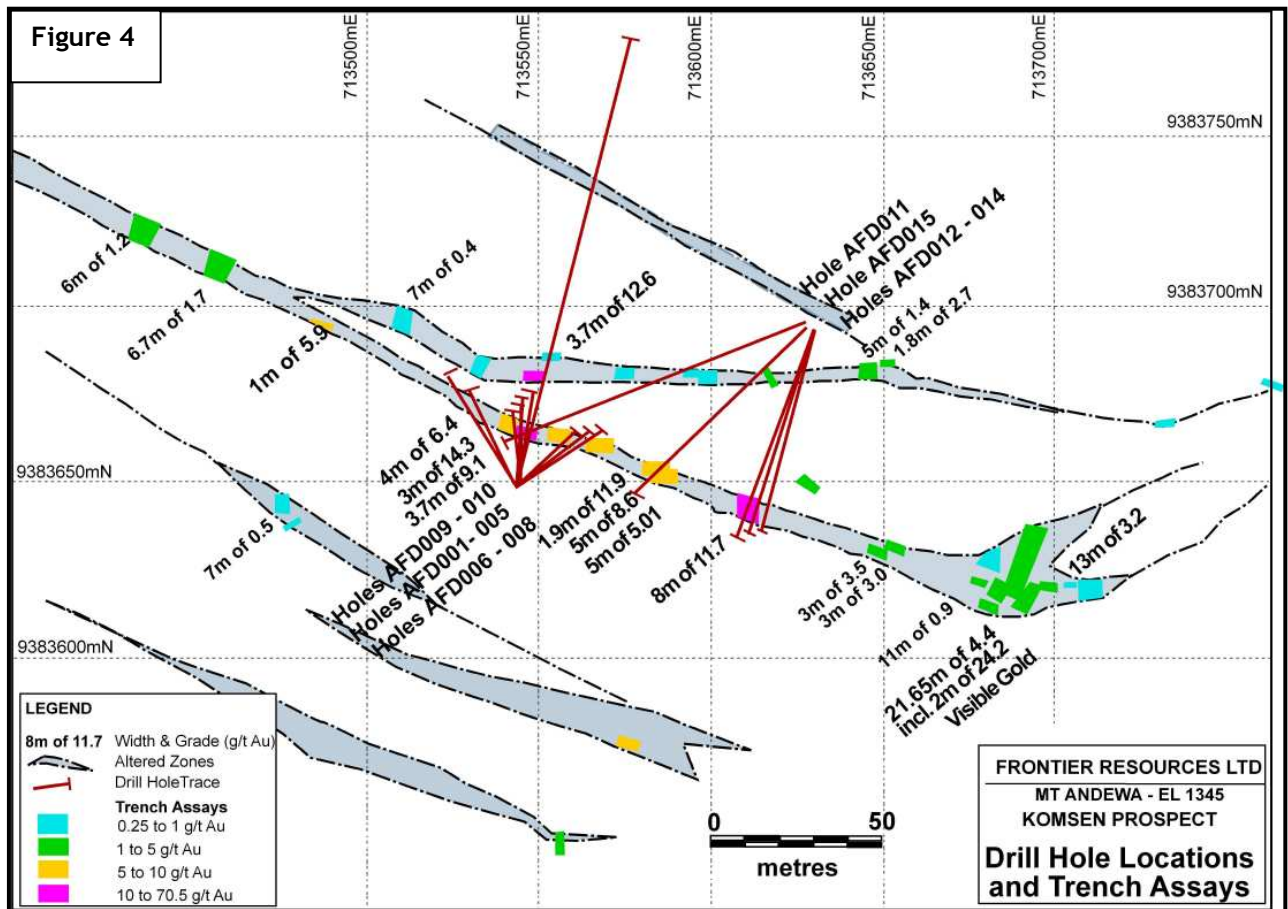 Figure 4
713500mE
713550mE
713600mE
713650mE
713700mE
9383750mN
9383700mN
9383650mN
9383600mN
6m of 1.2
6.7m of 1.7
1m of 5.9
7m of 0.4
3.7m of 12.6
Hole AFD011
Hole AFD015
Holes AFD012 - 014
5m of 1.4
1.8m of 2.7
4m of 6.4
3m of 14.3
3.7m of 9.1
Holes AFD009 - 010
Holes AFD001- 005
Holes AFD006 - 008
1.9m of 11.9
5m of 8.6
5m of 5.01
8m of 11.7
7m of 0.5
3m of 3.5
3m of 3.0
11m of 0.9
21.65m of 4.4
incl. 2m of 24.2
Visible Gold
13m of 3.2
LEGEND
8m of 11.7 Width & Grade (g/t Au)
Altered Zones
Drill HoleTrace
Trench Assays
0.25 to 1 g/t Au
1 to 5 g/t Au
5 to 10 g/t Au
10 to 70.5 g/t Au
0 50
metres
FRONTIER RESOURCES LTD
MT ANDEWA - EL 1345
KOMSEN PROSPECT
Drill Hole Locations
and Trench Assays